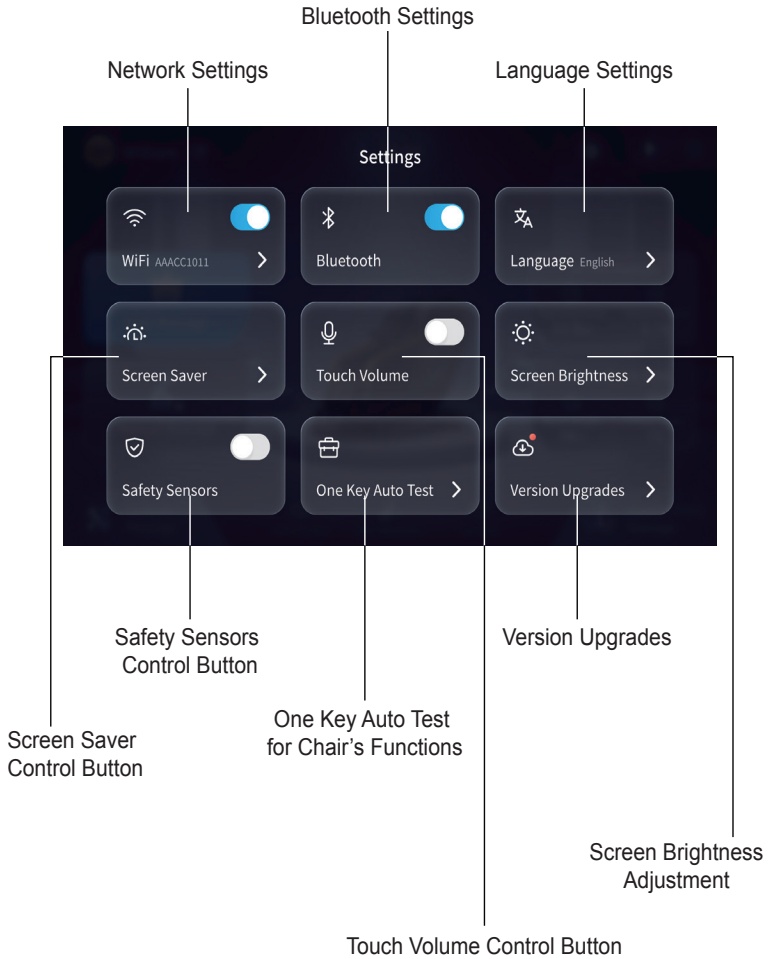 Bluetooth Settings
Network Settings
Language Settings
Settings
WiFi AAACC1011
Bluetooth
Language English
Screen Saver
Touch Volume
Screen Brightness
Safety Sensors
One Key Auto Test
Version Upgrades
Safety Sensors
Control Button
Version Upgrades
One Key Auto Test
for Chair's Functions
Screen Saver
Control Button
Screen Brightness
Adjustment
Touch Volume Control Button